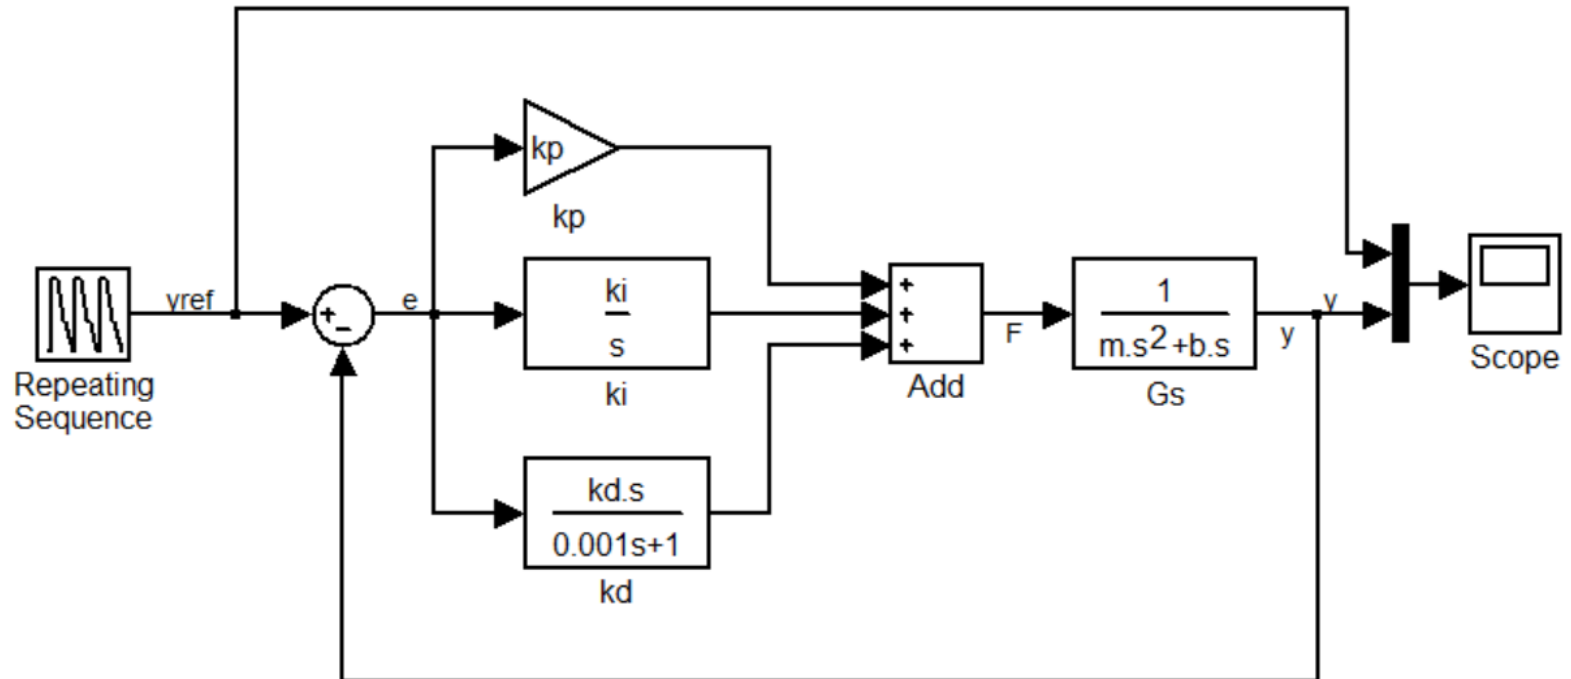 kp
kp
yref
e
ki
s
ki
+
−
+
+
+
Add
F
1
m.s²+b.s
Gs
y
y
Scope
Repeating
Sequence
kd.s
0.001s+1
kd